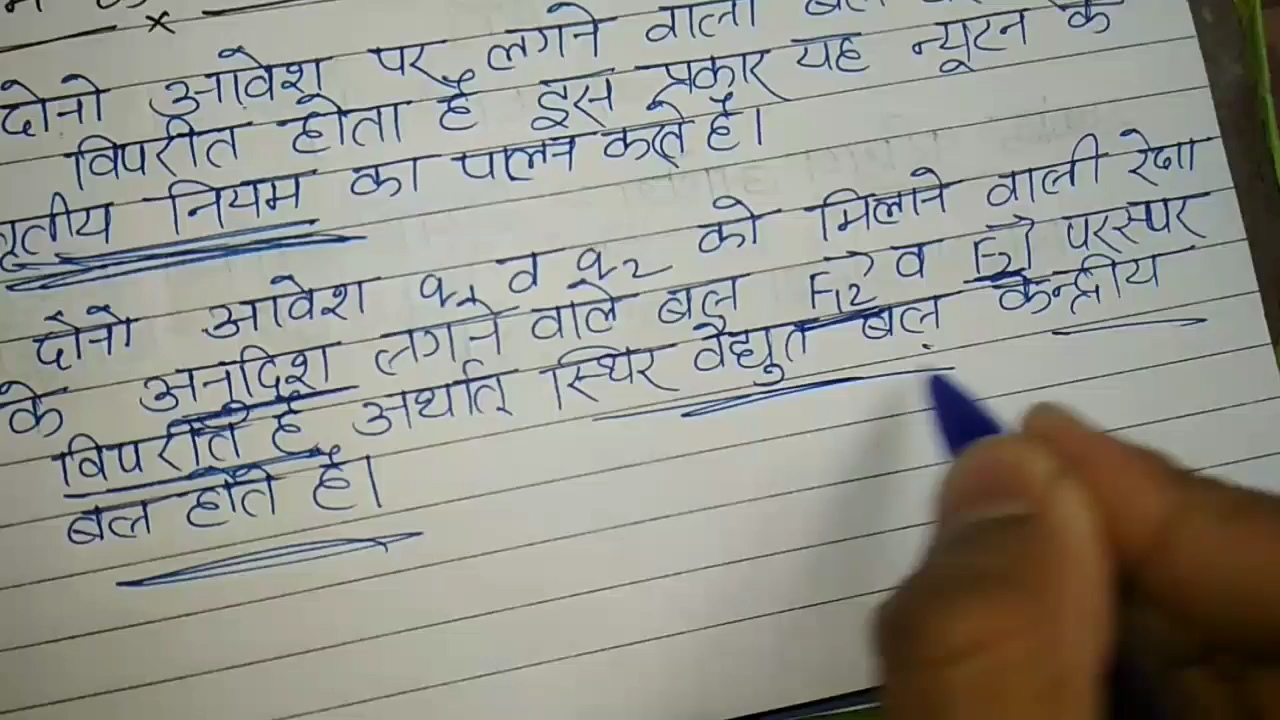 दोनो आवेश पर लगने वाला बल
विपरीत होता है इस प्रकार यह न्यूटन के
तृतीय नियम का पालन करते है।
दोनो आवेश q₁ व q₂ को मिलाने वाली रेखा
के अनुदिश लगने वाले बल F₁₂ व F₂₁ परस्पर
विपरीत है अर्थात् स्थिर वैद्युत बल केन्द्रीय
बल होते है।